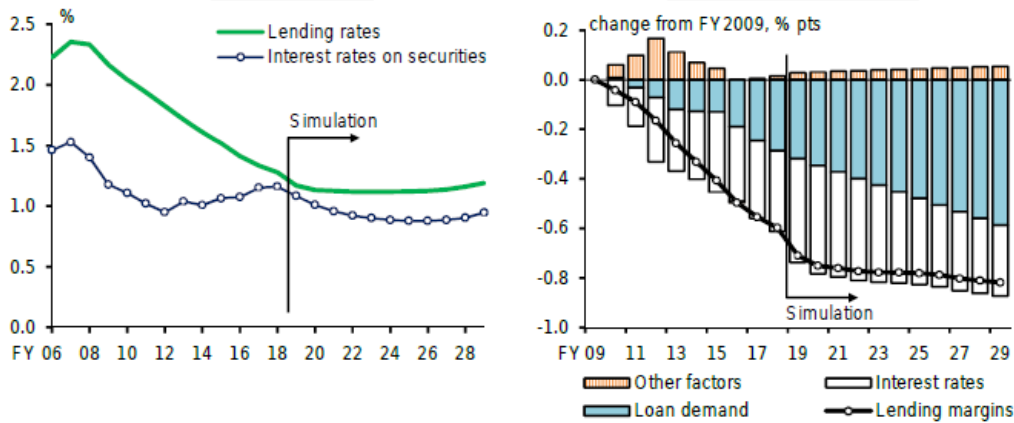 %
2.5
Lending rates
Interest rates on securities
2.0
Simulation
1.5
1.0
0.5
0.0
FY 06 08 10 12 14 16 18 20 22 24 26 28
change from FY2009, % pts
0.2
0.0
-0.2
-0.4
-0.6
-0.8
Simulation
-1.0
FY 09 11 13 15 17 19 21 23 25 27 29
Other factors Interest rates
Loan demand Lending margins